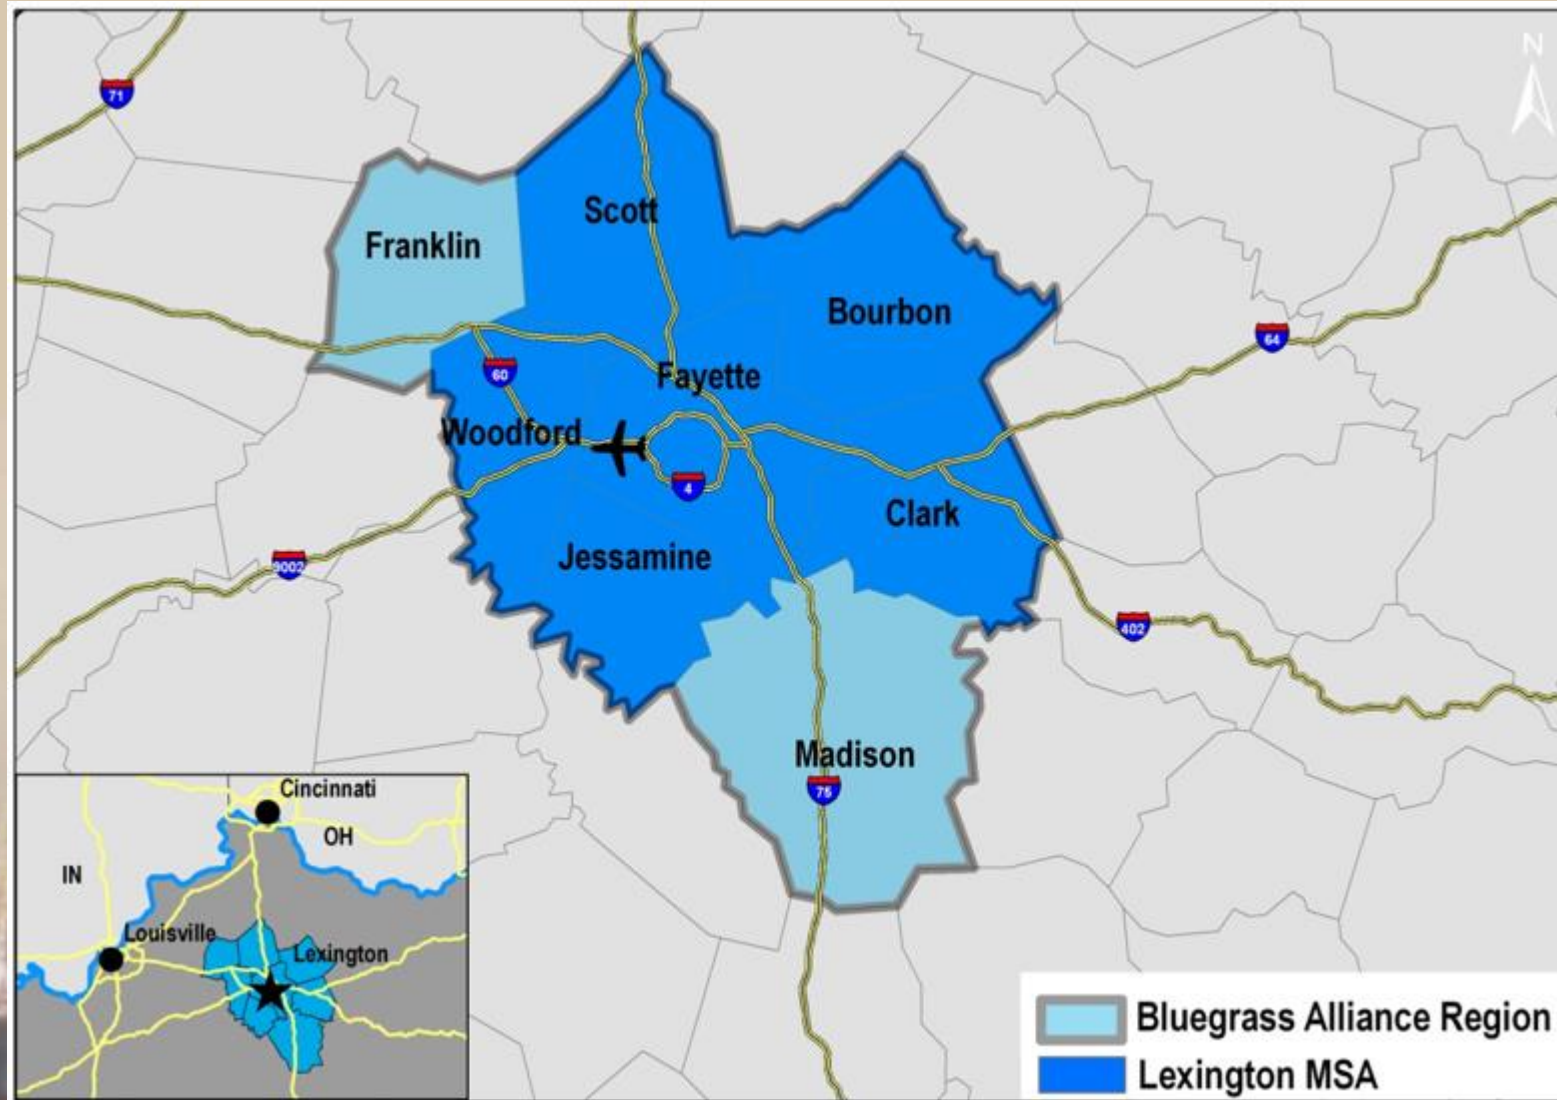 N
71
Scott
Franklin
Bourbon
64
60
Fayette
Woodford
4
Clark
9002
Jessamine
402
Madison
75
Cincinnati
OH
IN
Louisville
Lexington
Bluegrass Alliance Region
Lexington MSA